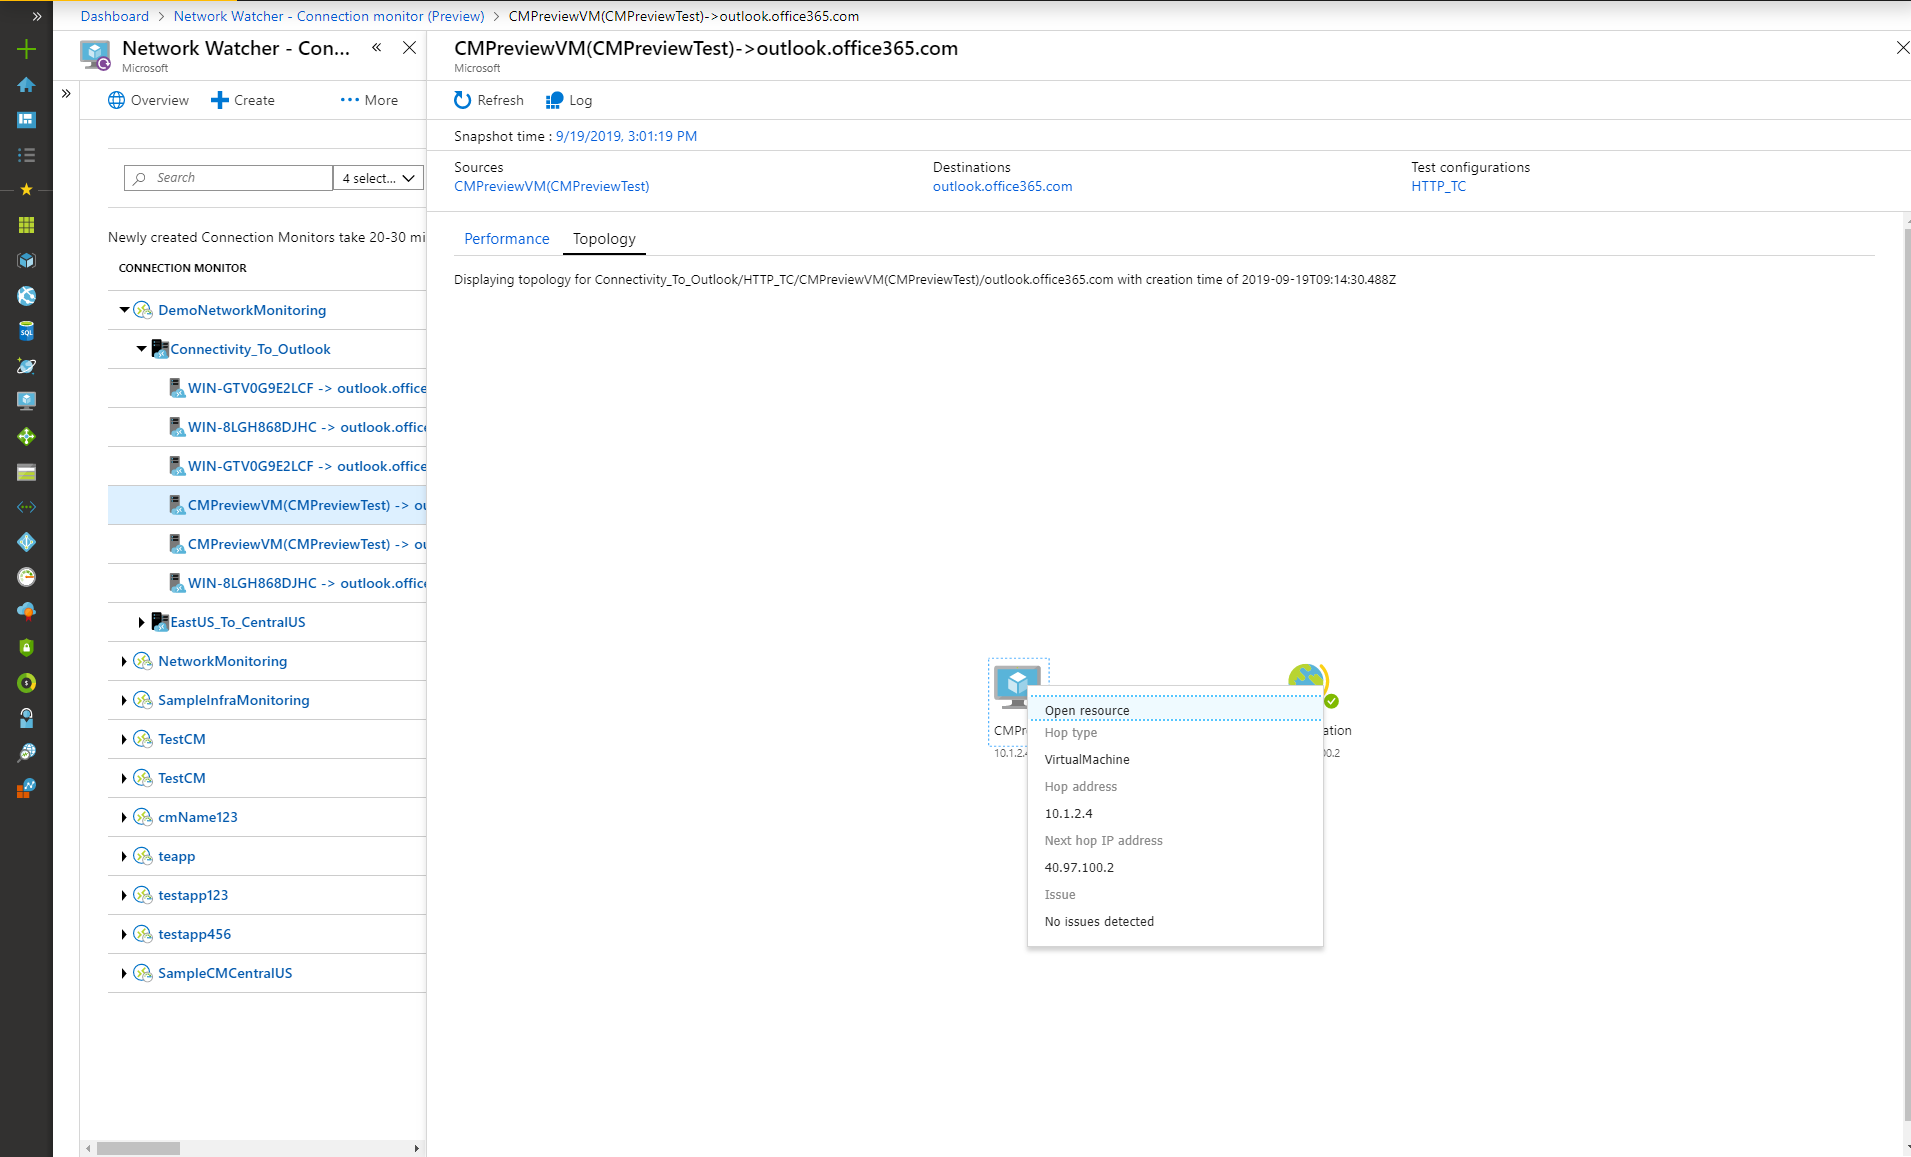 Dashboard > Network Watcher - Connection monitor (Preview) > CMPreviewVM(CMPreviewTest)->outlook.office365.com
Network Watcher - Con...
Microsoft
Overview Create ... More
Search
4 select...
Newly created Connection Monitors take 20-30 mi
CONNECTION MONITOR
DemoNetworkMonitoring
Connectivity_To_Outlook
WIN-GTV0G9E2LCF -> outlook.office
WIN-8LGH868DJHC -> outlook.offic
WIN-GTV0G9E2LCF -> outlook.office
CMPreviewVM(CMPreviewTest) -> ou
CMPreviewVM(CMPreviewTest) -> ou
WIN-8LGH868DJHC -> outlook.offic
EastUS_To_CentralUS
NetworkMonitoring
SampleInfraMonitoring
TestCM
TestCM
cmName123
teapp
testapp123
testapp456
SampleCMCentralUS
CMPreviewVM(CMPreviewTest)->outlook.office365.com
Microsoft
Refresh Log
Snapshot time : 9/19/2019, 3:01:19 PM
Sources
CMPreviewVM(CMPreviewTest)
Destinations
outlook.office365.com
Test configurations
HTTP_TC
Performance Topology
Displaying topology for Connectivity_To_Outlook/HTTP_TC/CMPreviewVM(CMPreviewTest)/outlook.office365.com with creation time of 2019-09-19T09:14:30.488Z
CMPr
10.1.2.4
ation
00.2
Open resource
Hop type
VirtualMachine
Hop address
10.1.2.4
Next hop IP address
40.97.100.2
Issue
No issues detected